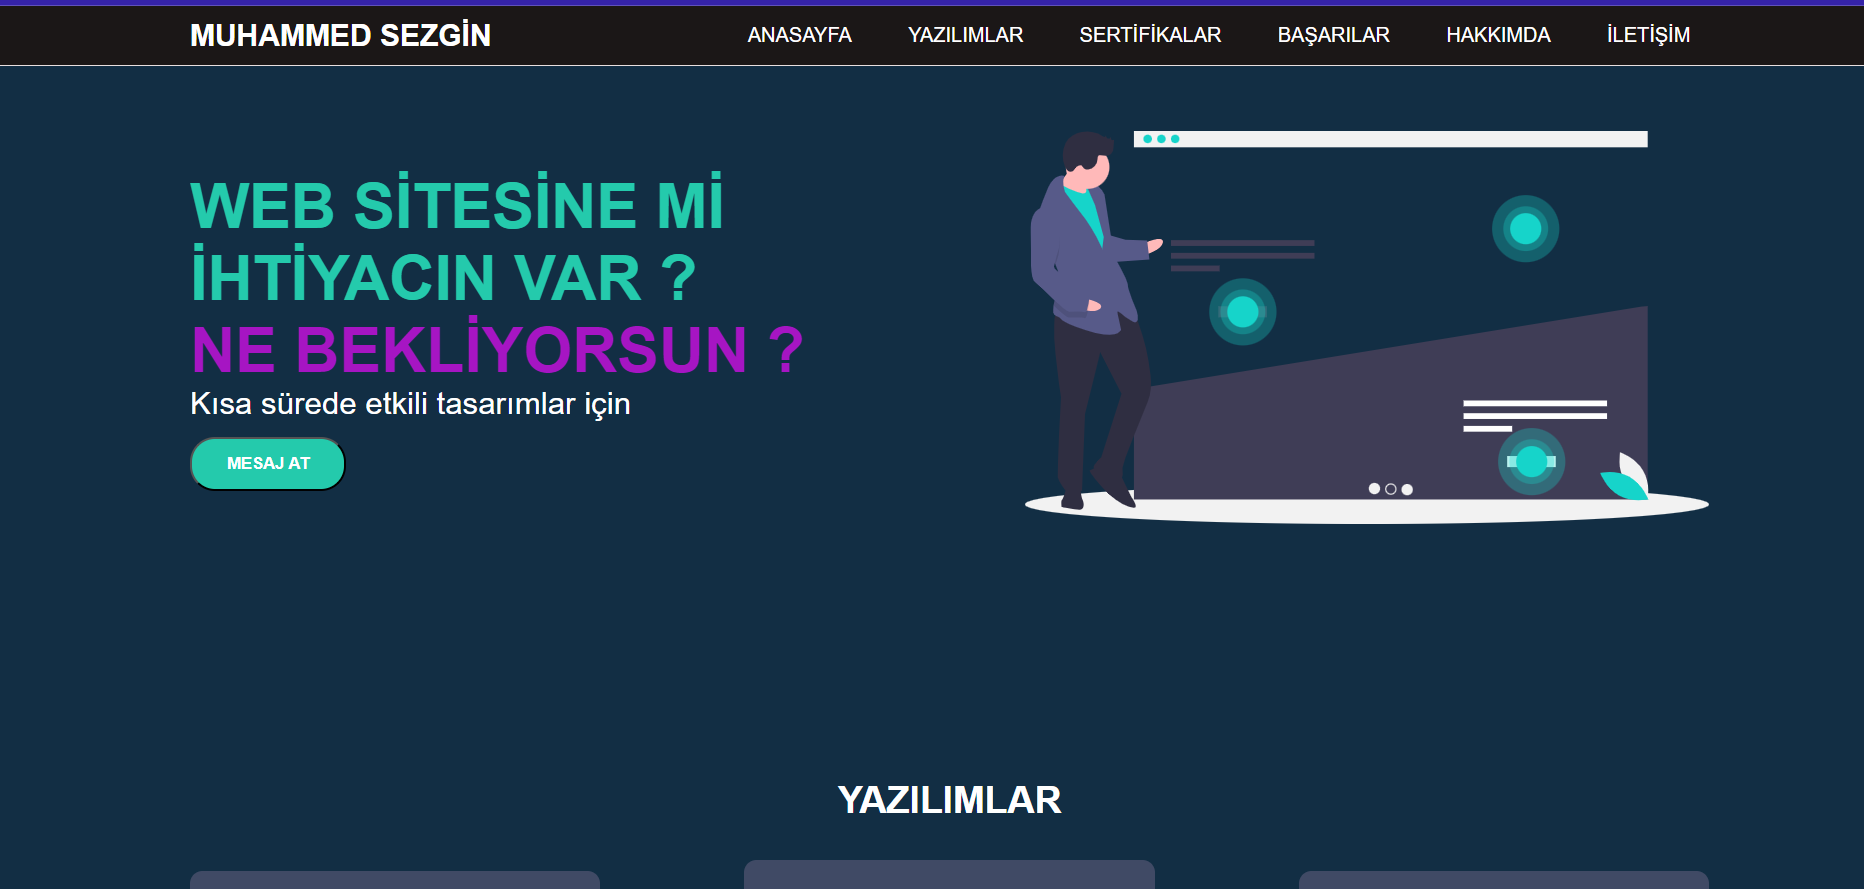 MUHAMMED SEZGİN
ANASAYFA YAZILIMLAR SERTİFİKALAR BAŞARILAR HAKKIMDA İLETİŞİM
WEB SİTESİNE Mİ
İHTİYACIN VAR ?
NE BEKLİYORSUN ?
Kısa sürede etkili tasarımlar için
MESAJ AT
YAZILIMLAR